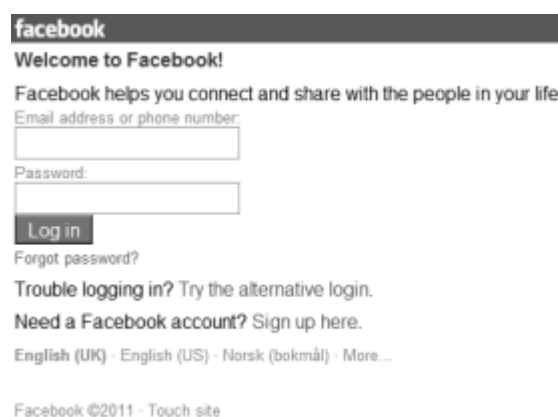 facebook
Welcome to Facebook!
Facebook helps you connect and share with the people in your life
Email address or phone number:
Password:
Log in
Forgot password?
Trouble logging in? Try the alternative login.
Need a Facebook account? Sign up here.
English (UK) · English (US) · Norsk (bokmål) · More...
Facebook ©2011 · Touch site